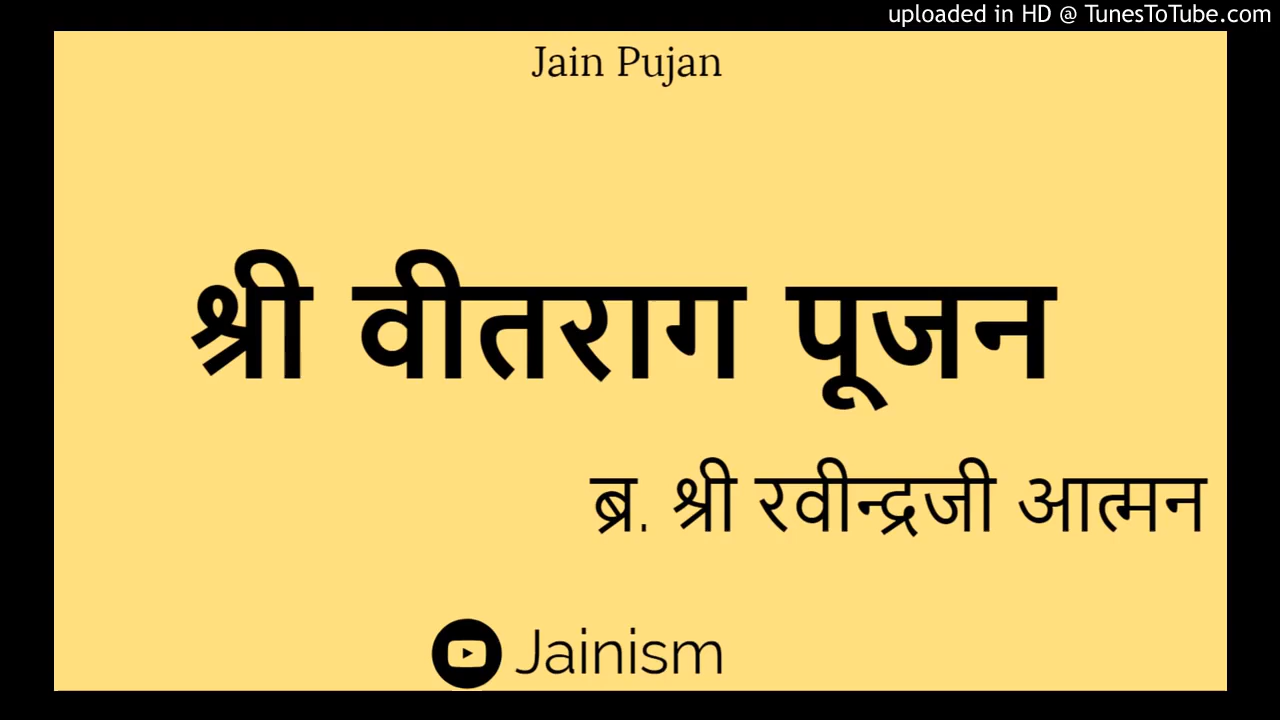 uploaded in HD @ TunesToTube.com
Jain Pujan
श्री वीतराग पूजन
ब्र. श्री रवीन्द्रजी आत्मन
Jainism